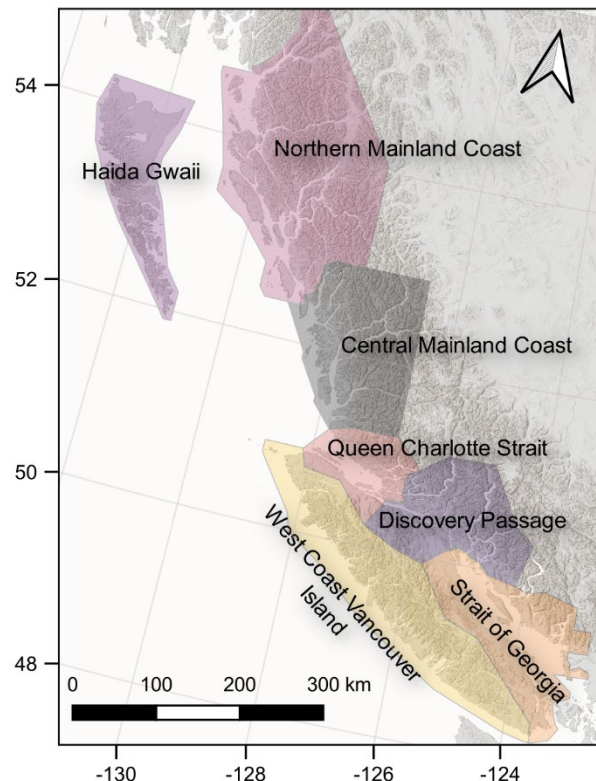 54
52
50
48
Haida Gwaii
Northern Mainland Coast
Central Mainland Coast
Queen Charlotte Strait
Discovery Passage
West Coast Vancouver
Island
Strait of Georgia
0 100 200 300 km
-130 -128 -126 -124